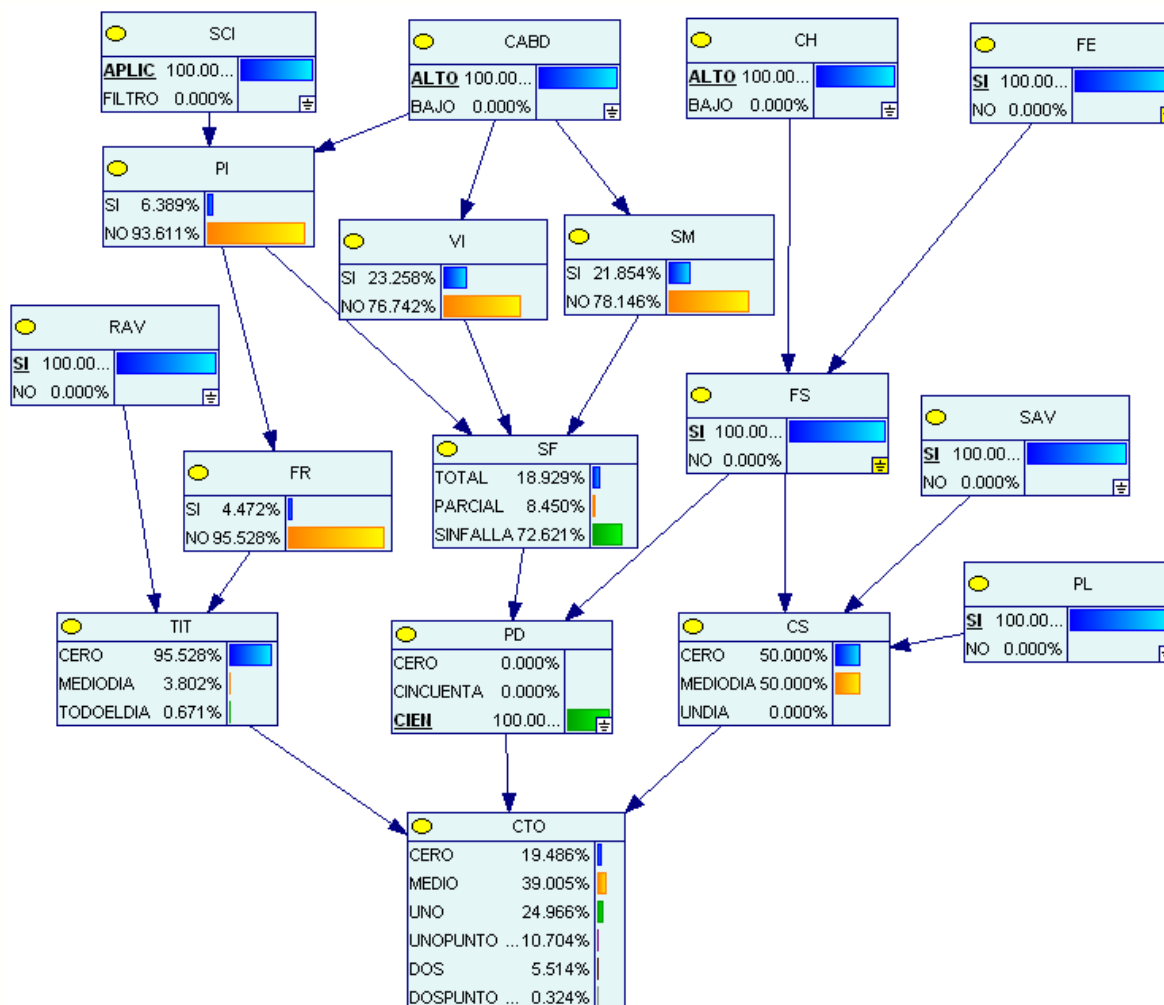 SCI
APLIC 100.00...
FILTRO 0.000%
CABD
ALTO 100.00...
BAJO 0.000%
CH
ALTO 100.00...
BAJO 0.000%
FE
SI 100.00...
NO 0.000%
PI
SI 6.389%
NO 93.611%
VI
SI 23.258%
NO 76.742%
SM
SI 21.854%
NO 78.146%
RAV
SI 100.00...
NO 0.000%
FS
SI 100.00...
NO 0.000%
SAV
SI 100.00...
NO 0.000%
FR
SI 4.472%
NO 95.528%
SF
TOTAL 18.929%
PARCIAL 8.450%
SINFALLA 72.621%
PL
SI 100.00...
NO 0.000%
TIT
CERO 95.528%
MEDIODIA 3.802%
TODOELDIA 0.671%
PD
CERO 0.000%
CINCUENTA 0.000%
CIEN 100.00...
CS
CERO 50.000%
MEDIODIA 50.000%
UNDIA 0.000%
CTO
CERO 19.486%
MEDIO 39.005%
UNO 24.966%
UNOPUNTO ... 10.704%
DOS 5.514%
DOSPUNTO ... 0.324%